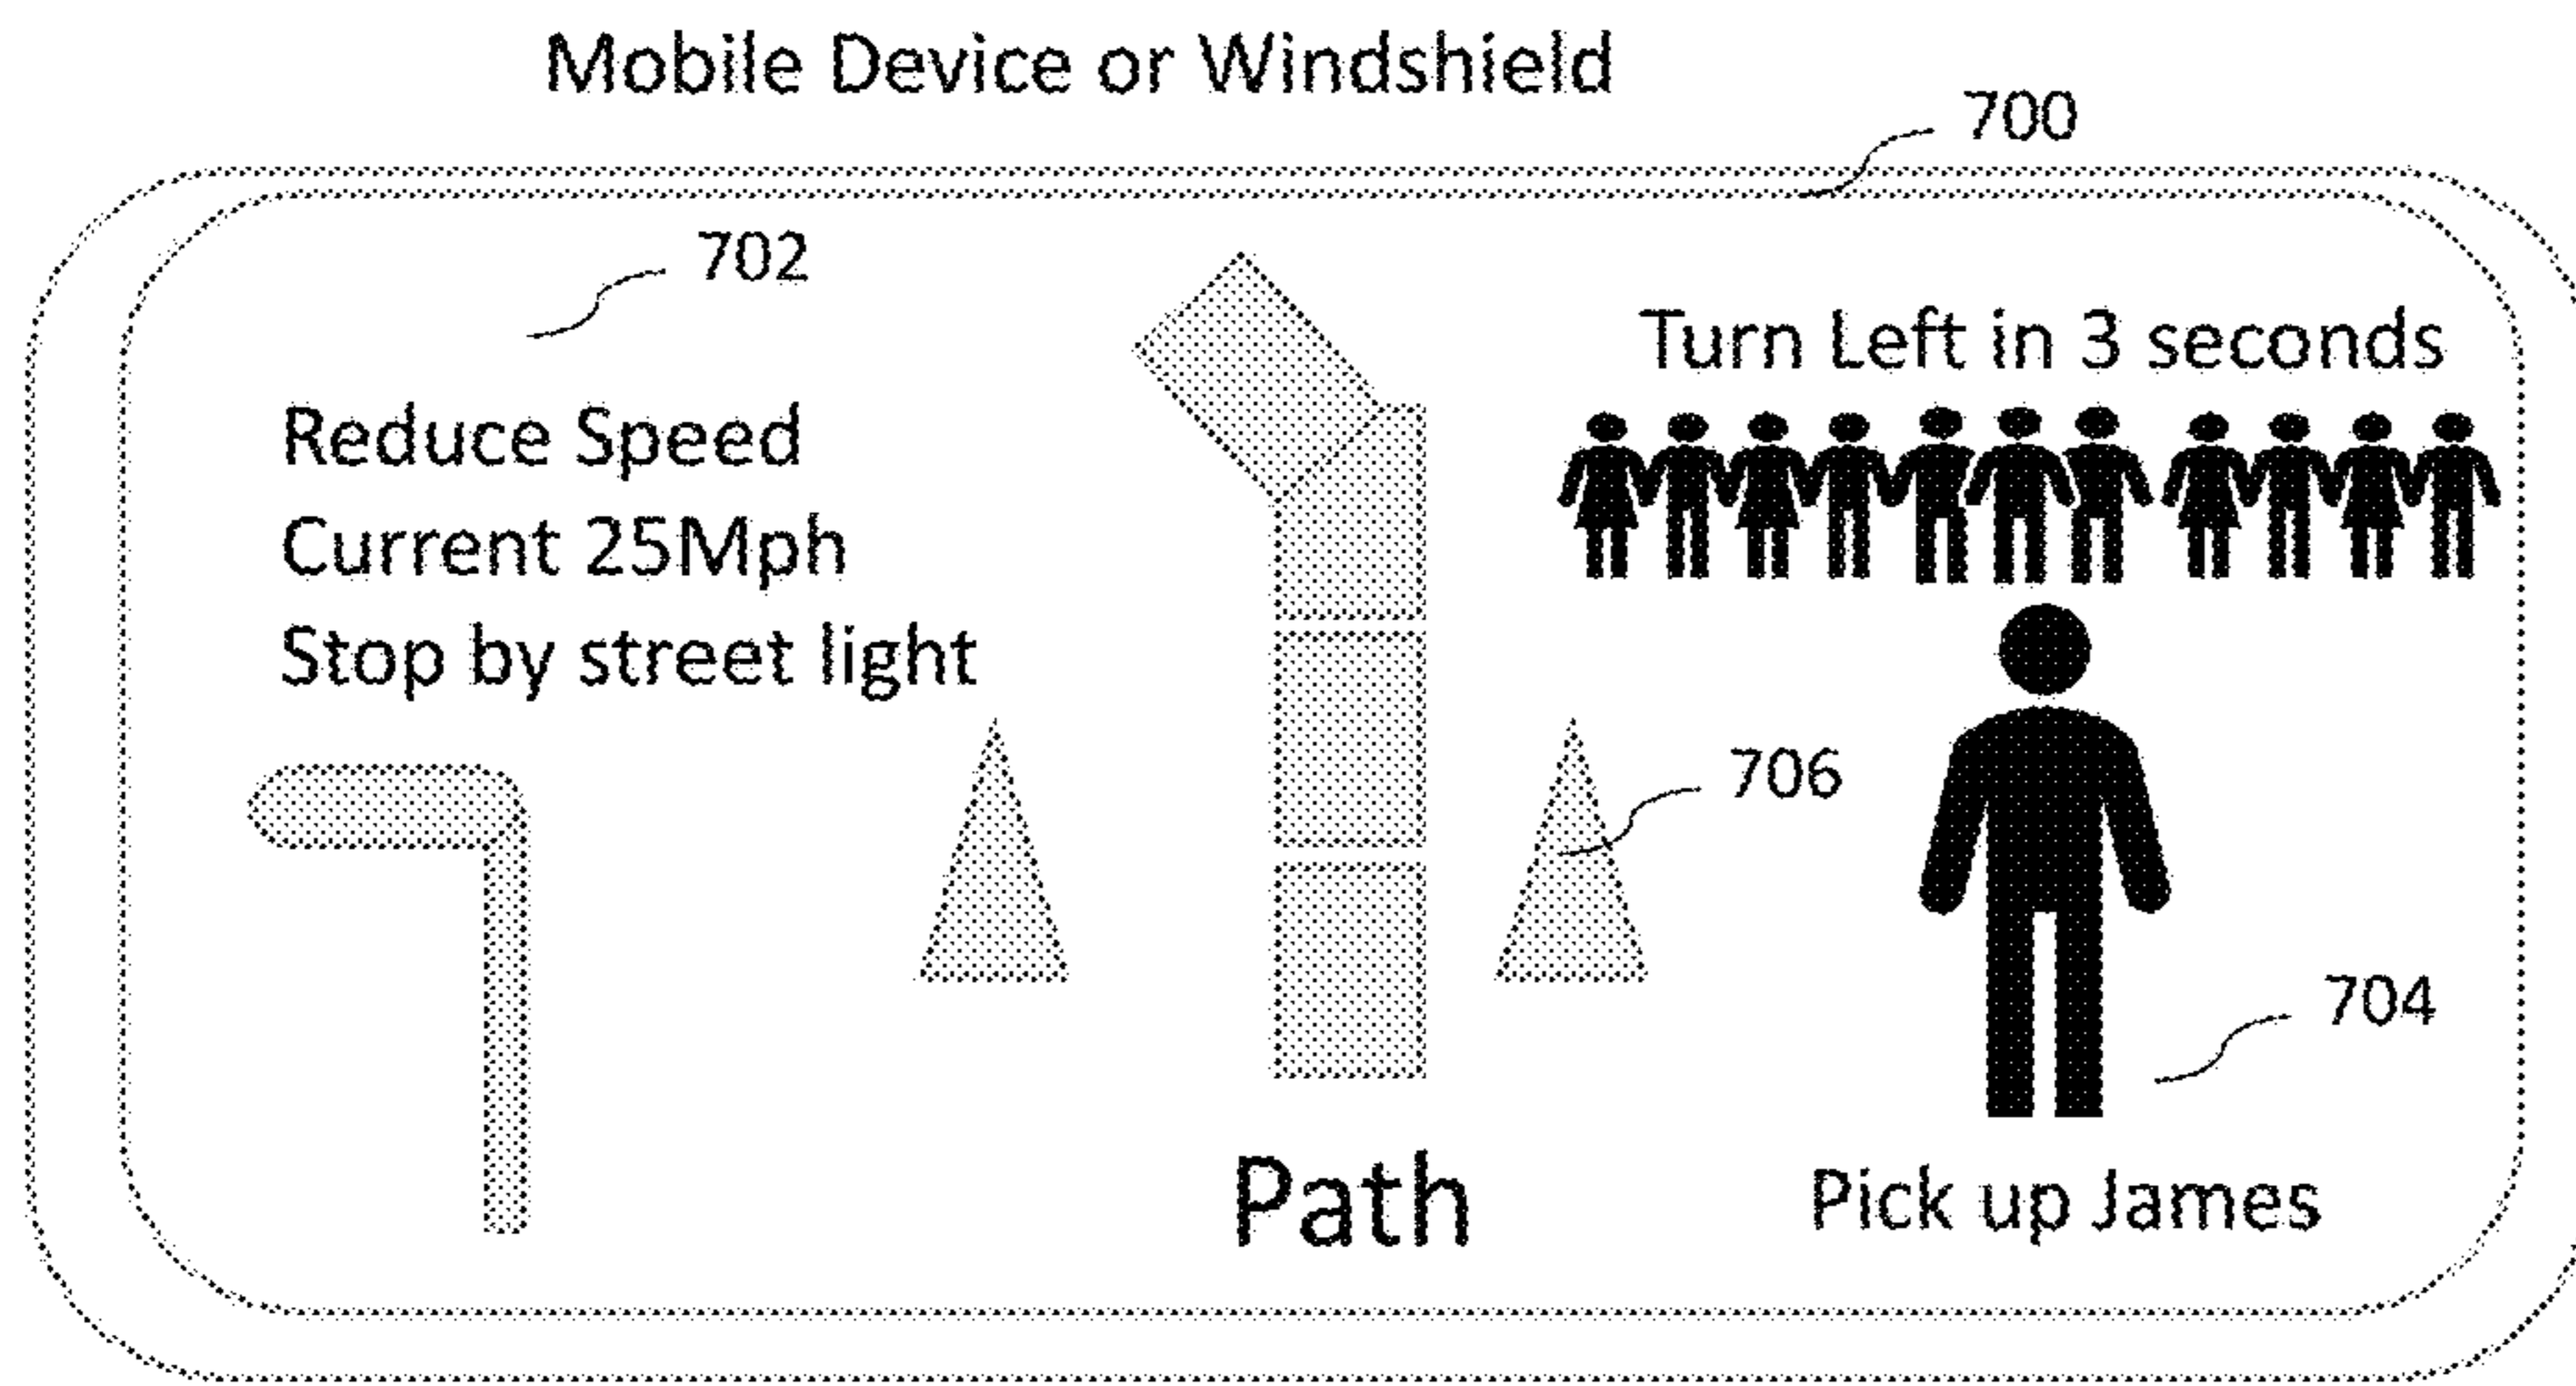 Mobile Device or Windshield
700
702
Turn Left in 3 seconds
Reduce Speed
Current 25Mph
Stop by street light
706
704
Path
Pick up James